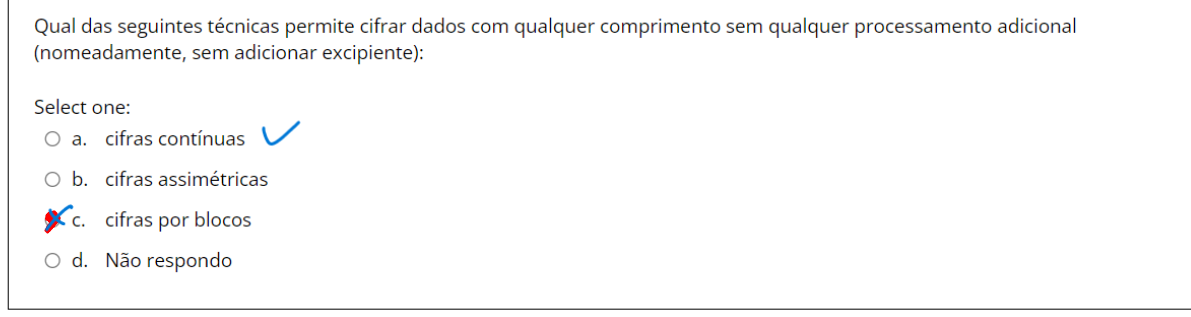 Qual das seguintes técnicas permite cifrar dados com qualquer comprimento sem qualquer processamento adicional
(nomeadamente, sem adicionar excipiente):
Select one:
a. cifras contínuas
b. cifras assimétricas
c. cifras por blocos
d. Não respondo